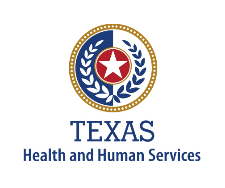 TEXAS
Health and Human Services